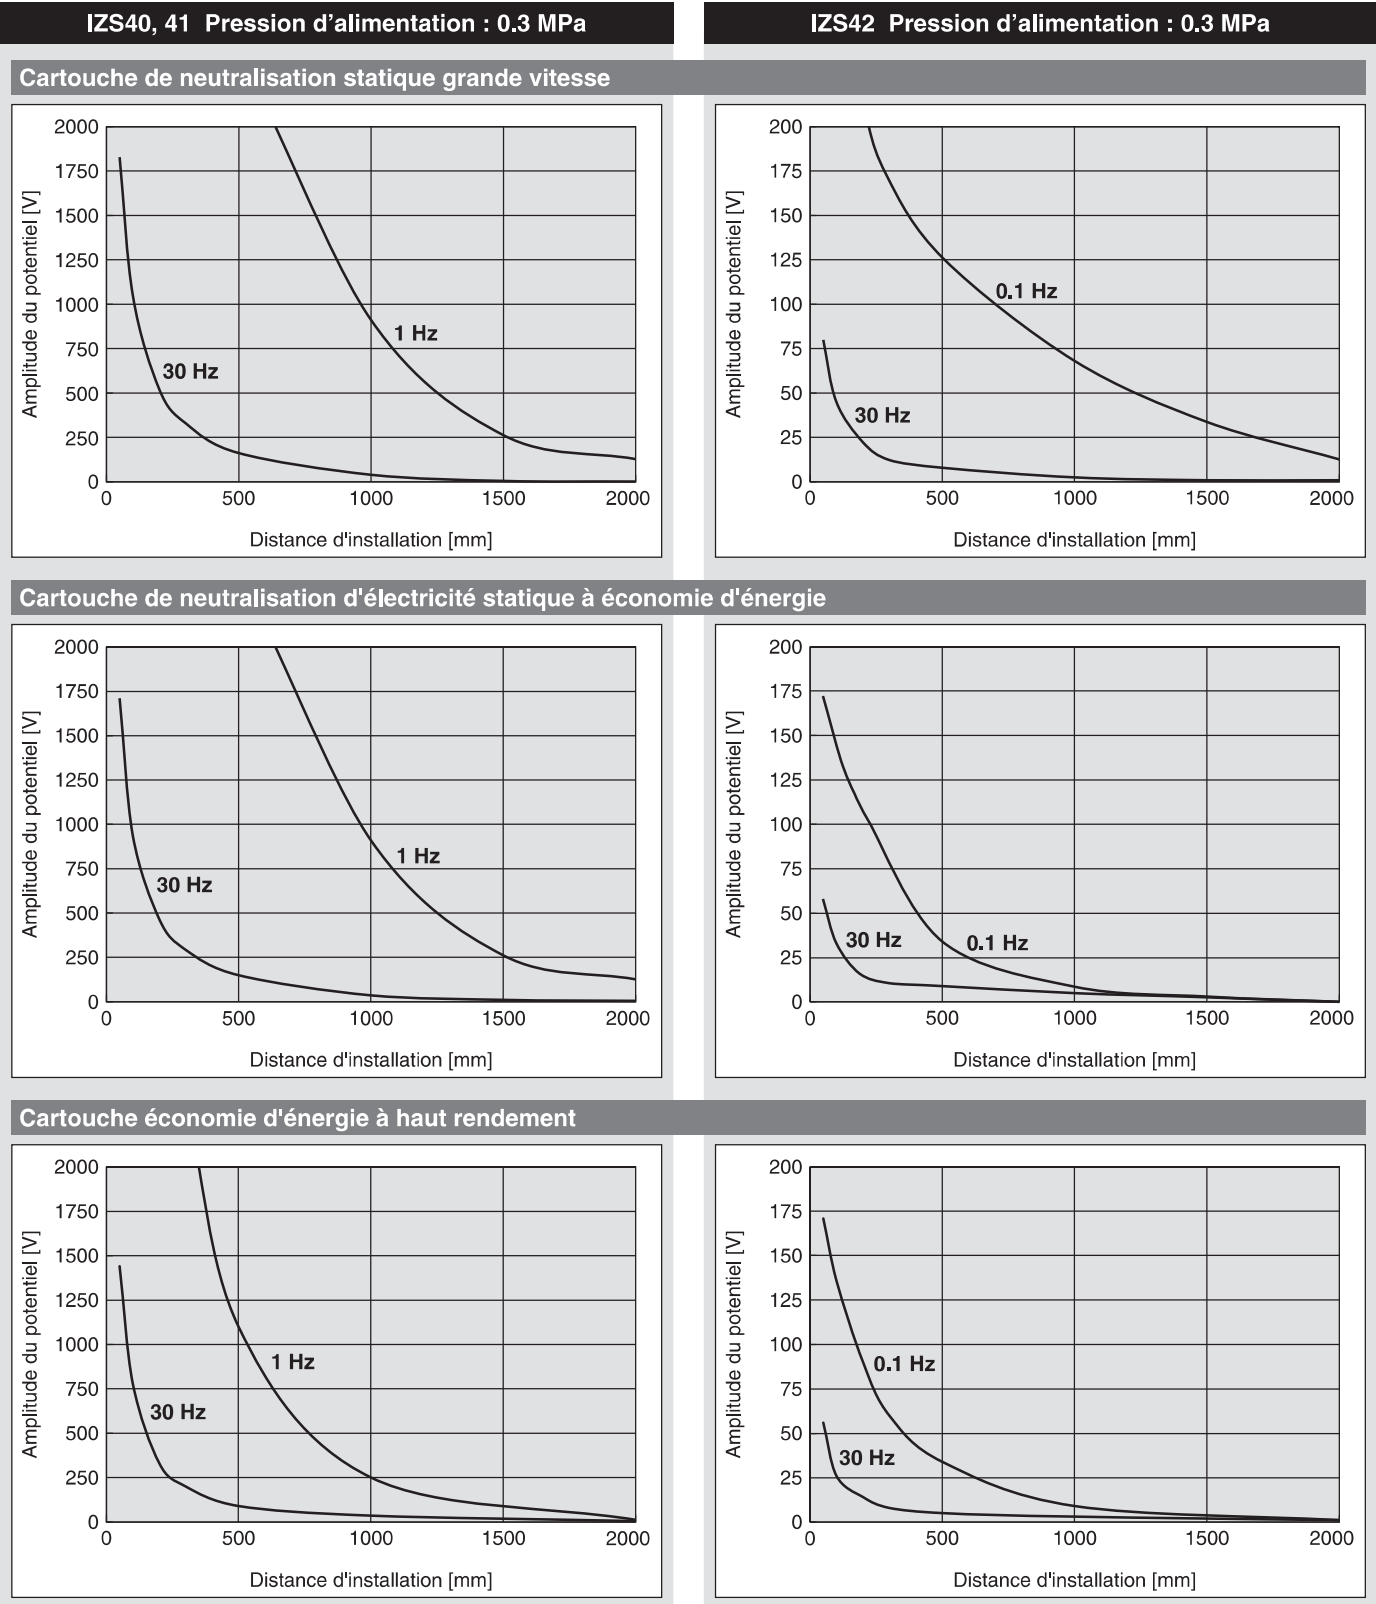 IZS40, 41 Pression d’alimentation : 0.3 MPa
IZS42 Pression d’alimentation : 0.3 MPa
Cartouche de neutralisation statique grande vitesse
Amplitude du potentiel [V]
2000
1750
1500
1250
1000
750
500
250
0
1 Hz
30 Hz
0 500 1000 1500 2000
Distance d'installation [mm]
Amplitude du potentiel [V]
200
175
150
125
100
75
50
25
0
0.1 Hz
30 Hz
0 500 1000 1500 2000
Distance d'installation [mm]
Cartouche de neutralisation d'électricité statique à économie d'énergie
Amplitude du potentiel [V]
2000
1750
1500
1250
1000
750
500
250
0
1 Hz
30 Hz
0 500 1000 1500 2000
Distance d'installation [mm]
Amplitude du potentiel [V]
200
175
150
125
100
75
50
25
0
30 Hz
0.1 Hz
0 500 1000 1500 2000
Distance d'installation [mm]
Cartouche économie d'énergie à haut rendement
Amplitude du potentiel [V]
2000
1750
1500
1250
1000
750
500
250
0
1 Hz
30 Hz
0 500 1000 1500 2000
Distance d'installation [mm]
Amplitude du potentiel [V]
200
175
150
125
100
75
50
25
0
0.1 Hz
30 Hz
0 500 1000 1500 2000
Distance d'installation [mm]